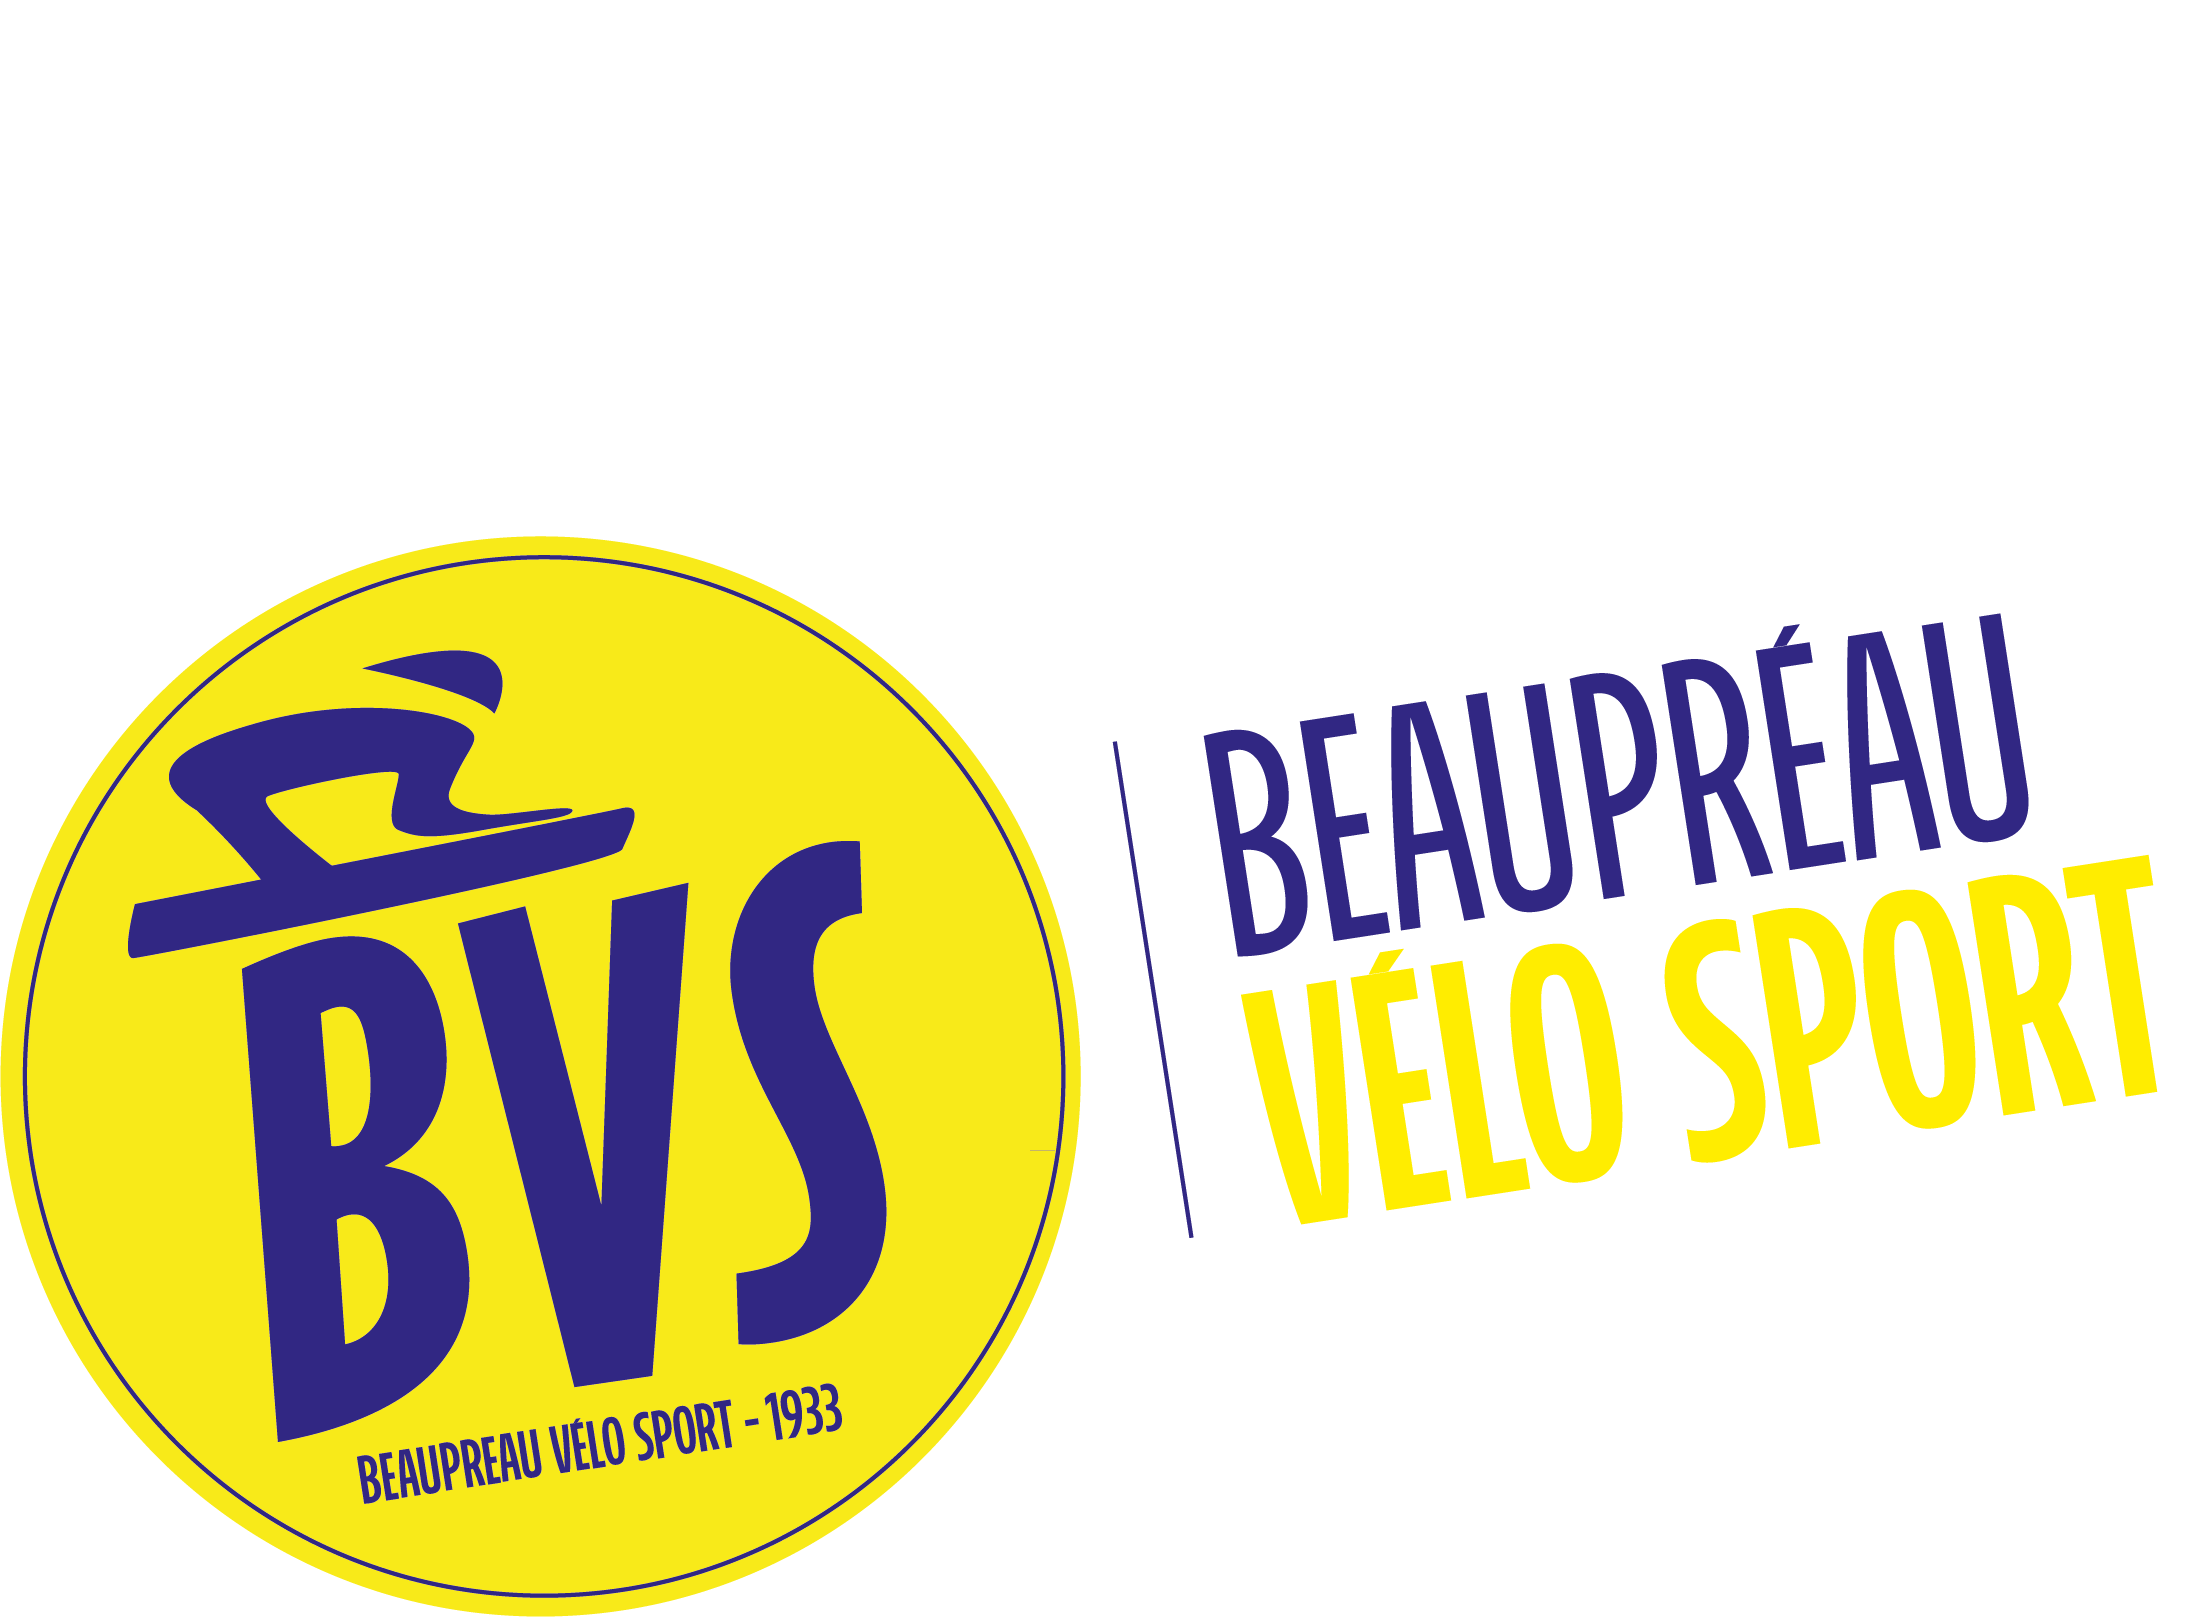 BVS
BEAUPREAU VÉLO SPORT - 1933
BEAUPRÉAU
VÉLO SPORT